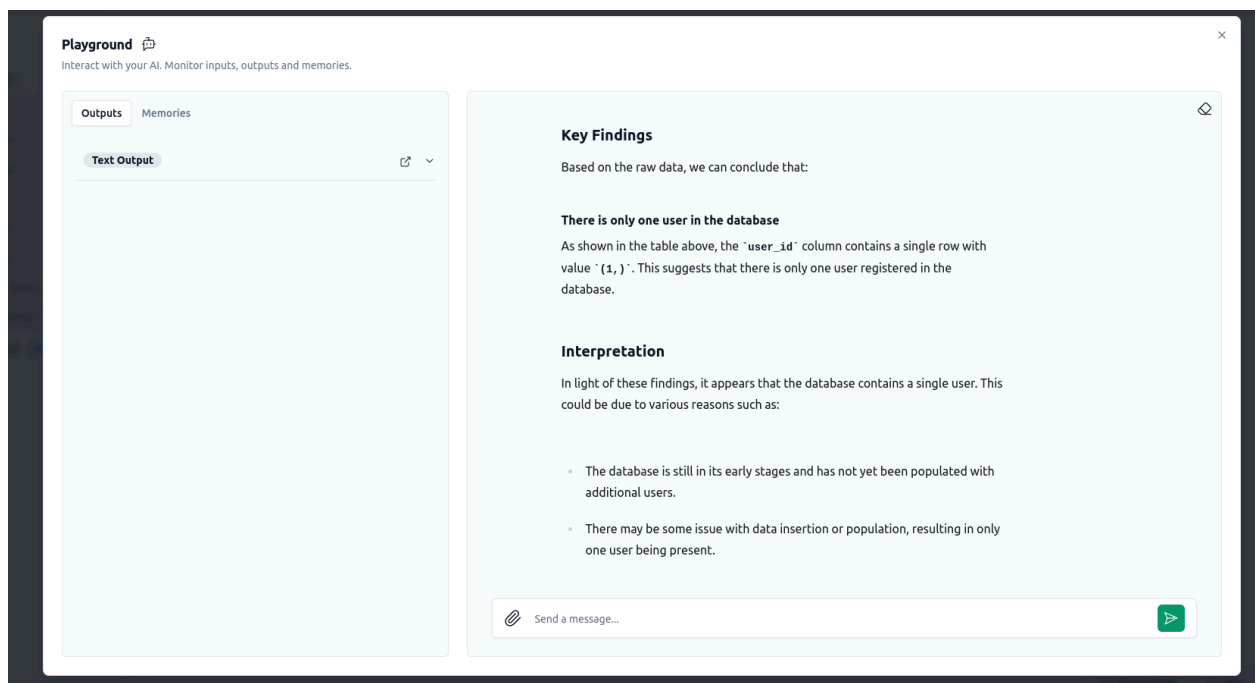 Playground
Interact with your AI. Monitor inputs, outputs and memories.
Outputs
Memories
Text Output
Key Findings
Based on the raw data, we can conclude that:
There is only one user in the database
As shown in the table above, the `user_id` column contains a single row with
value `(1,)`. This suggests that there is only one user registered in the
database.
Interpretation
In light of these findings, it appears that the database contains a single user. This
could be due to various reasons such as:
The database is still in its early stages and has not yet been populated with
additional users.
There may be some issue with data insertion or population, resulting in only
one user being present.
Send a message...